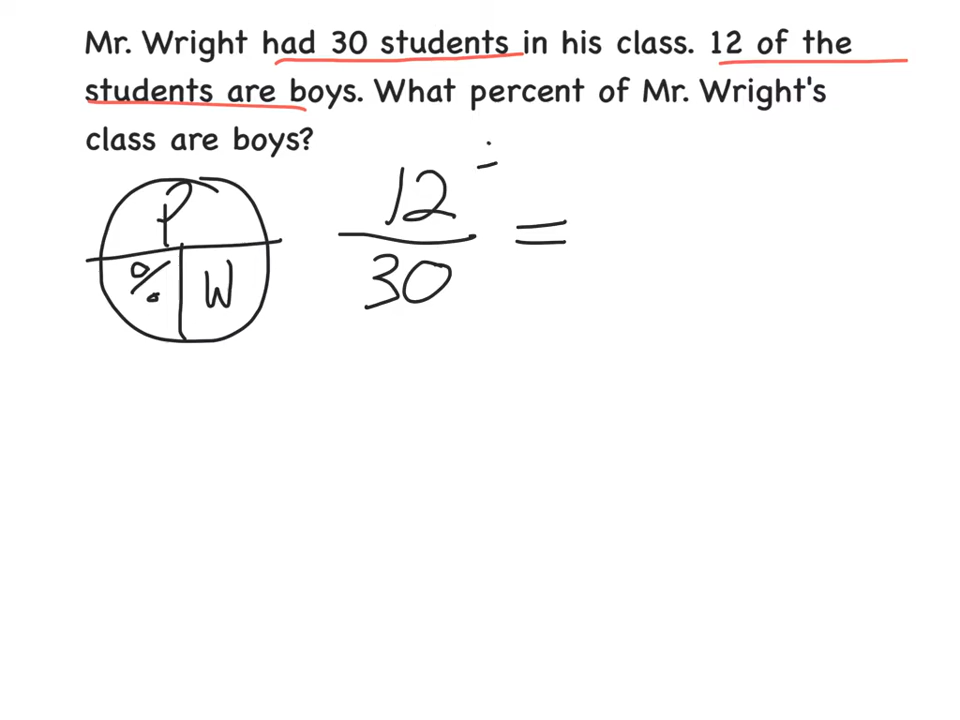 Mr. Wright had 30 students in his class. 12 of the
students are boys. What percent of Mr. Wright's
class are boys?
P
% W
12 ÷
30 =